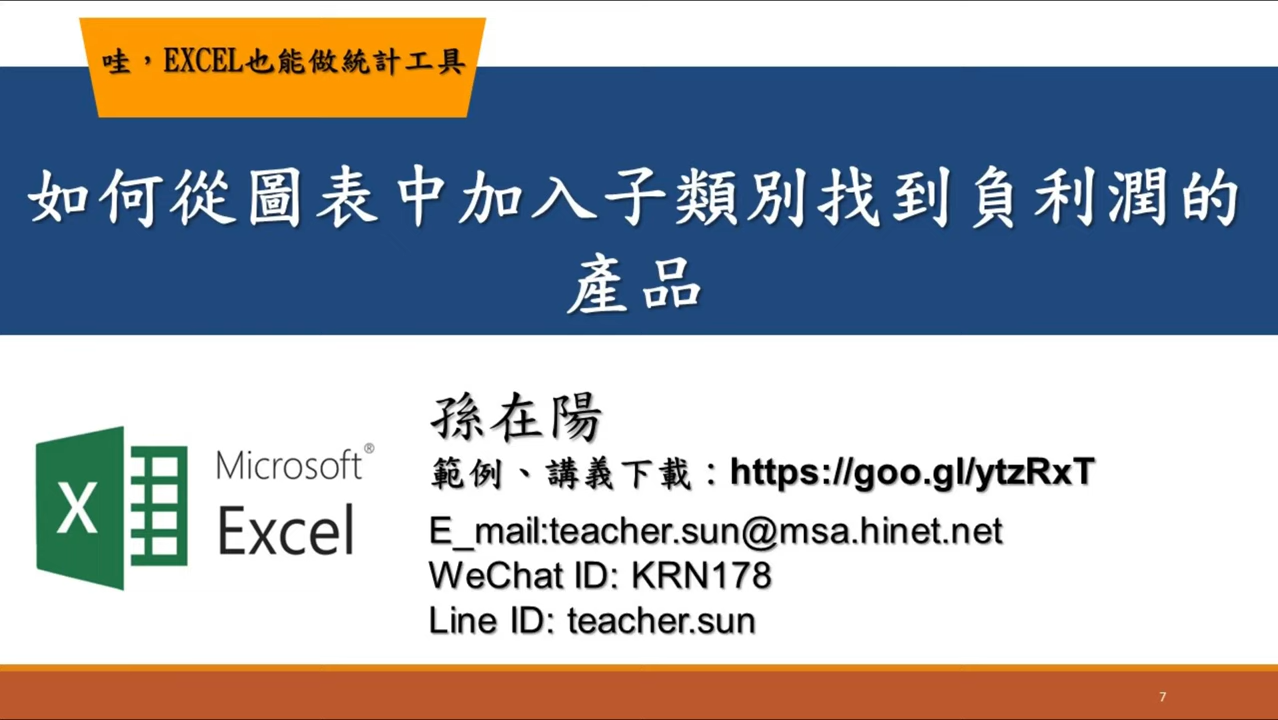 哇，EXCEL也能做統計工具
如何從圖表中加入子類別找到負利潤的
產品
孫在陽
範例、講義下載：https://goo.gl/ytzRxT
E_mail:teacher.sun@msa.hinet.net
WeChat ID: KRN178
Line ID: teacher.sun
X
Microsoft®
Excel
7